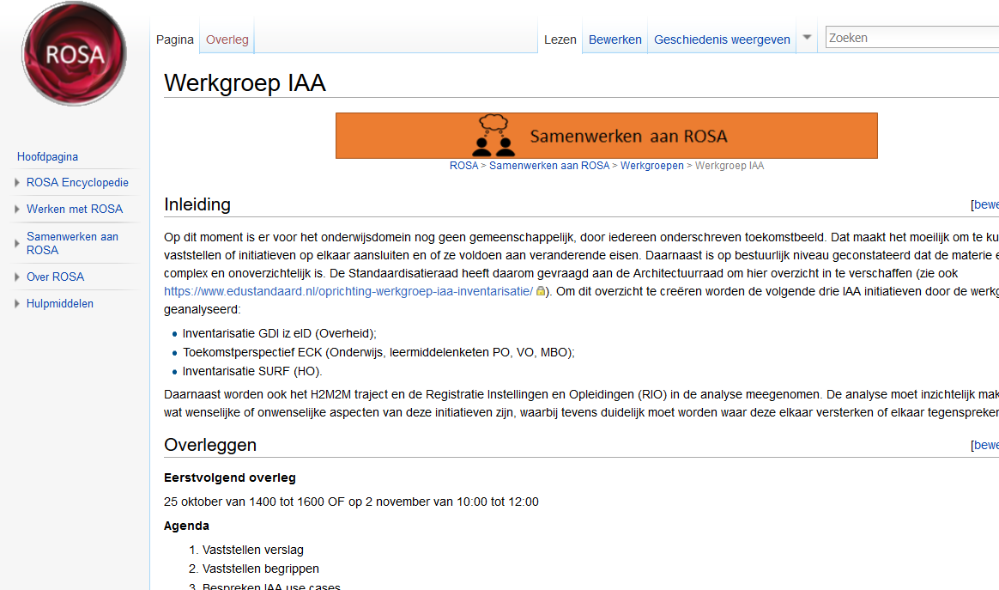 ROSA
Pagina Overleg Lezen Bewerken Geschiedenis weergeven Zoeken
Werkgroep IAA
Samenwerken aan ROSA
ROSA > Samenwerken aan ROSA > Werkgroepen > Werkgroep IAA
Hoofdpagina
ROSA Encyclopedie
Werken met ROSA
Samenwerken aan
ROSA
Over ROSA
Hulpmiddelen
Inleiding
Op dit moment is er voor het onderwijsdomein nog geen gemeenschappelijk, door iedereen onderschreven toekomstbeeld. Dat maakt het moeilijk om te
vaststellen of initiatieven op elkaar aansluiten en of ze voldoen aan veranderende eisen. Daarnaast is op bestuurlijk niveau geconstateerd dat de materie
complex en onoverzichtelijk is. De Standaardisatieraad heeft daarom gevraagd aan de Architectuurraad om hier overzicht in te verschaffen (zie ook
https://www.edustandaard.nl/oprichting-werkgroep-iaa-inventarisatie/ ). Om dit overzicht te creëren worden de volgende drie IAA initiatieven door de
geanalyseerd:
Inventarisatie GDI iz eID (Overheid);
Toekomstperspectief ECK (Onderwijs, leermiddelenketen PO, VO, MBO);
Inventarisatie SURF (HO).
Daarnaast worden ook het H2M2M traject en de Registratie Instellingen en Opleidingen (RIO) in de analyse meegenomen. De analyse moet inzichtelijk
wat wenselijke of onwenselijke aspecten van deze initiatieven zijn, waarbij tevens duidelijk moet worden waar deze elkaar versterken of elkaar tegenspreken
Overleggen
Eerstvolgend overleg
25 oktober van 1400 tot 1600 OF op 2 november van 10:00 tot 12:00
Agenda
1. Vaststellen verslag
2. Vaststellen begrippen
3. Bespreken IAA use cases